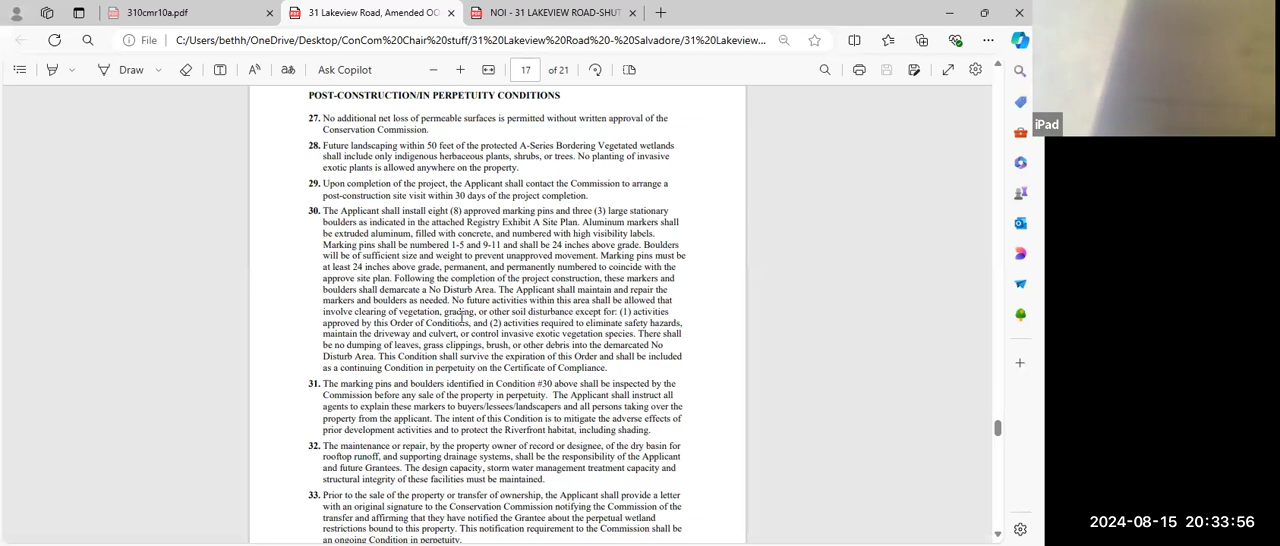 310cmr10a.pdf
31 Lakeview Road, Amended OO
NOI - 31 LAKEVIEW ROAD-SHUT
File
C:/Users/bethh/OneDrive/Desktop/ConCom%20Chair%20stuff/31%20Lakeview%20Road%20-%20Salvadore/31%20Lakeview...
Draw
Ask Copilot
17 of 21
iPad
POST-CONSTRUCTION/IN PERPETUITY CONDITIONS
27. No additional net loss of permeable surfaces is permitted without written approval of the
Conservation Commission.
28. Future landscaping within 50 feet of the protected A-Series Bordering Vegetated wetlands
shall include only indigenous herbaceous plants, shrubs, or trees. No planting of invasive
exotic plants is allowed anywhere on the property.
29. Upon completion of the project, the Applicant shall contact the Commission to arrange a
post-construction site visit within 30 days of the project completion.
30. The Applicant shall install eight (8) approved marking pins and three (3) large stationary
boulders as indicated in the attached Registry Exhibit A Site Plan. Aluminum markers shall
be extruded aluminum, filled with concrete, and numbered with high visibility labels.
Marking pins shall be numbered 1-5 and 9-11 and shall be 24 inches above grade. Boulders
will be of sufficient size and weight to prevent unapproved movement. Marking pins must be
at least 24 inches above grade, permanent, and permanently numbered to coincide with the
approve site plan. Following the completion of the project construction, these markers and
boulders shall demarcate a No Disturb Area. The Applicant shall maintain and repair the
markers and boulders as needed. No future activities within this area shall be allowed that
involve clearing of vegetation, grading, or other soil disturbance except for: (1) activities
approved by this Order of Conditions, and (2) activities required to eliminate safety hazards,
maintain the driveway and culvert, or control invasive exotic vegetation species. There shall
be no dumping of leaves, grass clippings, brush, or other debris into the demarcated No
Disturb Area. This Condition shall survive the expiration of this Order and shall be included
as a continuing Condition in perpetuity on the Certificate of Compliance.
31. The marking pins and boulders identified in Condition #30 above shall be inspected by the
Commission before any sale of the property in perpetuity. The Applicant shall instruct all
agents to explain these markers to buyers/lessees/landscapers and all persons taking over the
property from the applicant. The intent of this Condition is to mitigate the adverse effects of
prior development activities and to protect the Riverfront habitat, including shading.
32. The maintenance or repair, by the property owner of record or designee, of the dry basin for
rooftop runoff, and supporting drainage systems, shall be the responsibility of the Applicant
and future Grantees. The design capacity, storm water management treatment capacity and
structural integrity of these facilities must be maintained.
33. Prior to the sale of the property or transfer of ownership, the Applicant shall provide a letter
with an original signature to the Conservation Commission notifying the Commission of the
transfer and affirming that they have notified the Grantee about the perpetual wetland
restrictions bound to this property. This notification requirement to the Commission shall be
an ongoing Condition in perpetuity.
2024-08-15 20:33:56